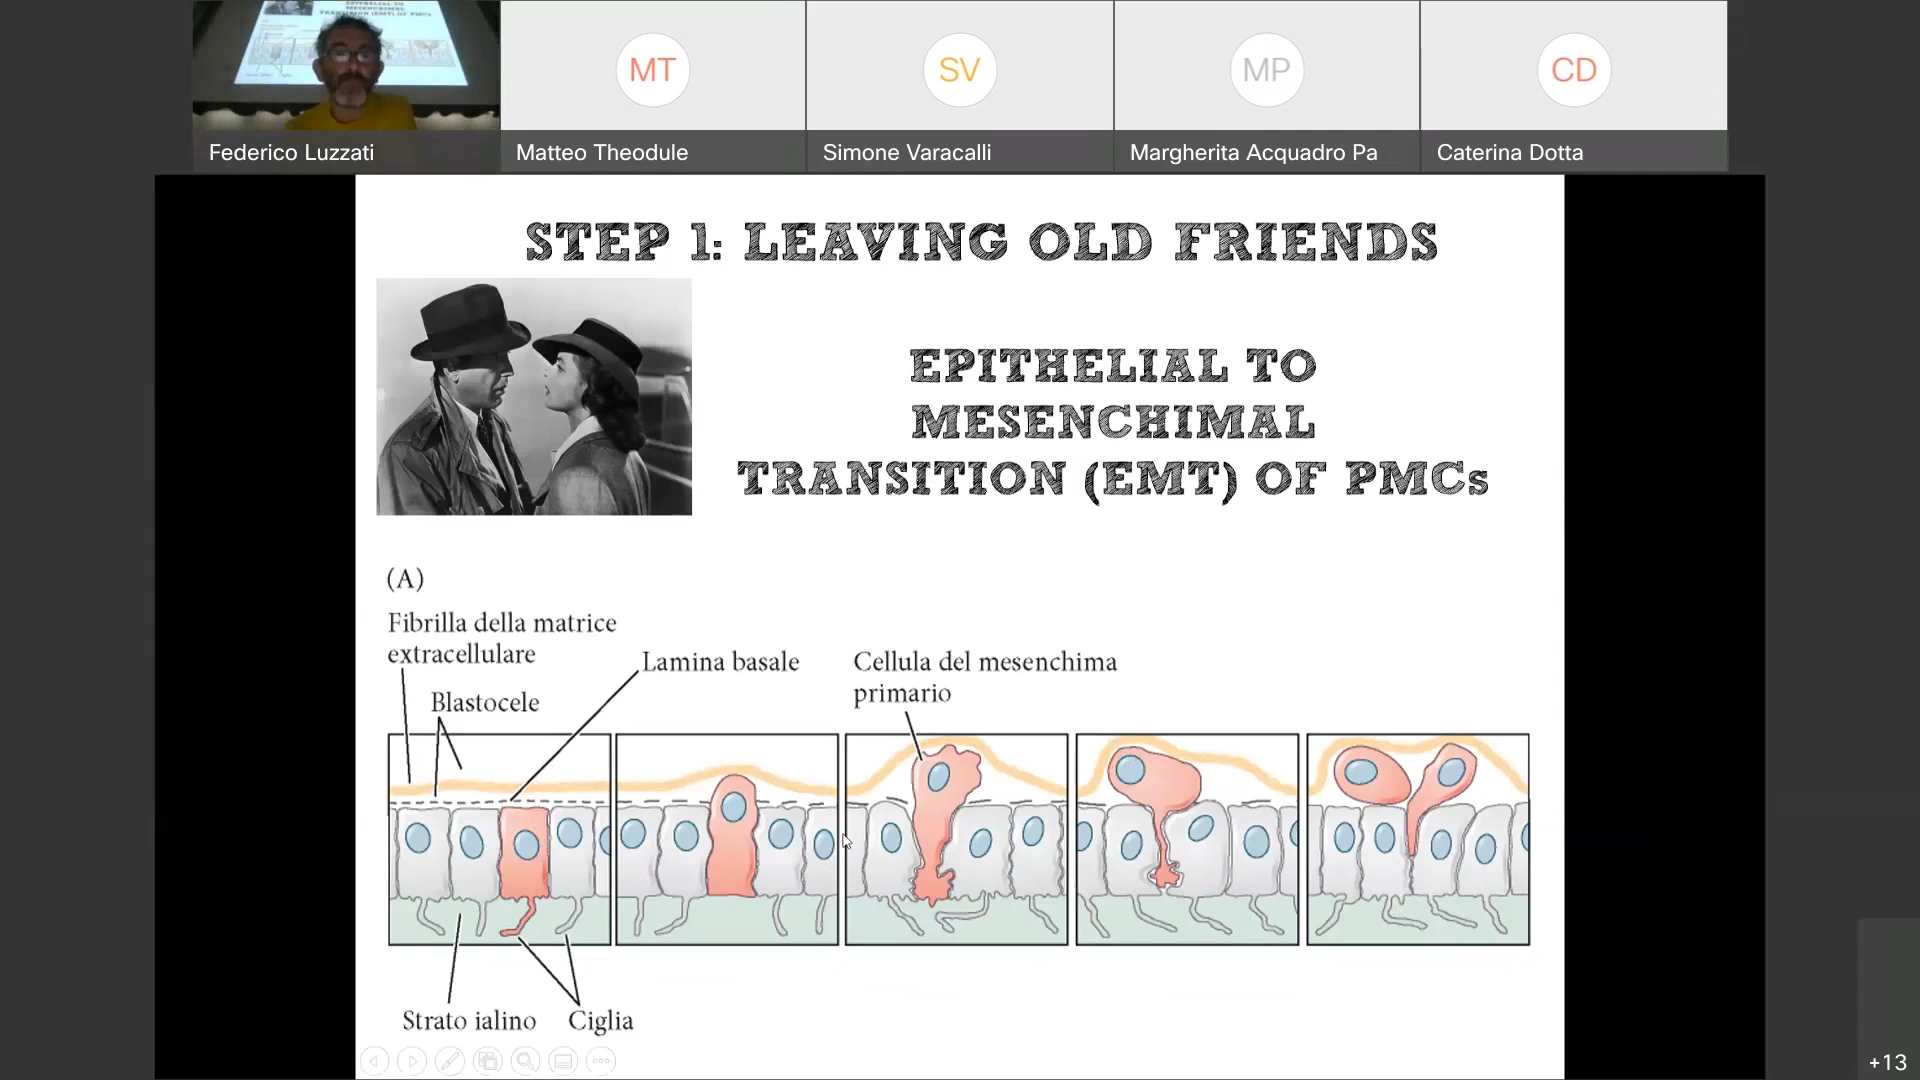 MT
SV
MP
CD
Federico Luzzati
Matteo Theodule
Simone Varacalli
Margherita Acquadro Pa
Caterina Dotta
STEP 1: LEAVING OLD FRIENDS
EPITHELIAL TO
MESENCHIMAL
TRANSITION (EMT) OF PMCs
(A)
Fibrilla della matrice
extracellulare
Lamina basale
Cellula del mesenchima
primario
Blastocele
Strato ialino
Ciglia
+13